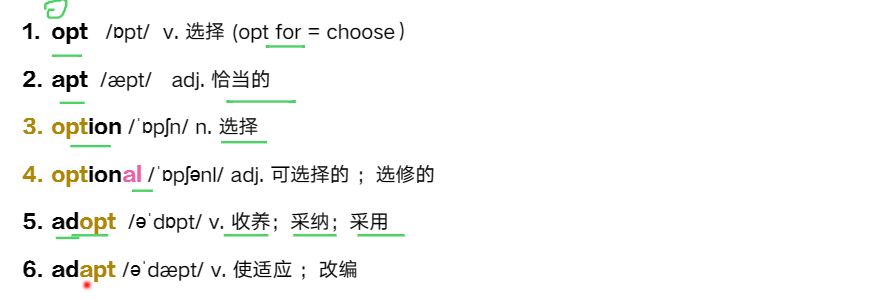 1. opt /ɒpt/ v. 选择 (opt for = choose）
2. apt /æpt/ adj. 恰当的
3. option /ˈɒpʃn/ n. 选择
4. optional /ˈɒpʃənl/ adj. 可选择的 ；选修的
5. adopt /əˈdɒpt/ v. 收养；采纳；采用
6. adapt /əˈdæpt/ v. 使适应 ；改编